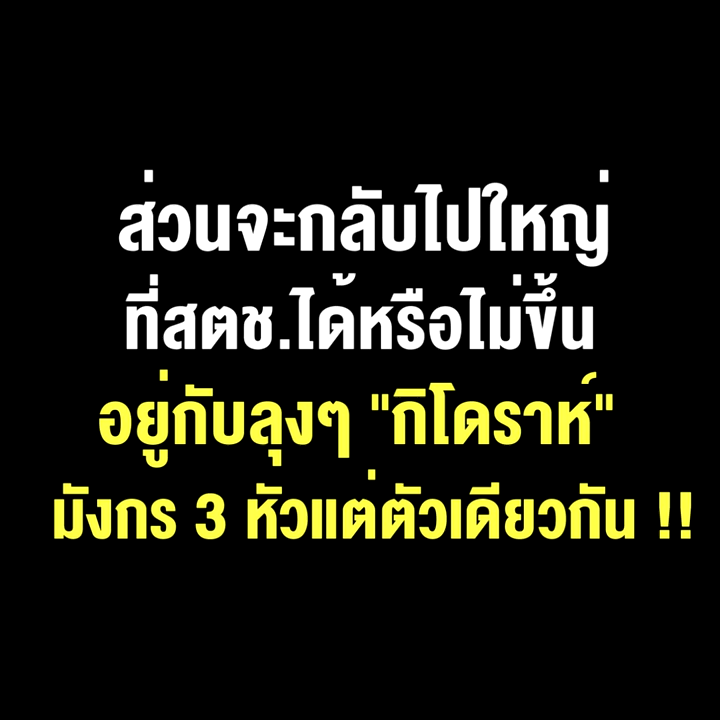 ส่วนจะกลับไปใหญ่
ที่สตช.ได้หรือไม่ขึ้น
อยู่กับลุงๆ "กิโดราห์"
มังกร 3 หัวแต่ตัวเดียวกัน !!